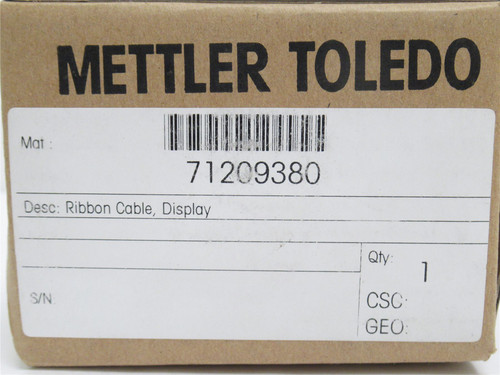 METTLER TOLEDO
Mat :
71209380
Desc: Ribbon Cable, Display
Qty: 1
S/N
CSC:
GEO: